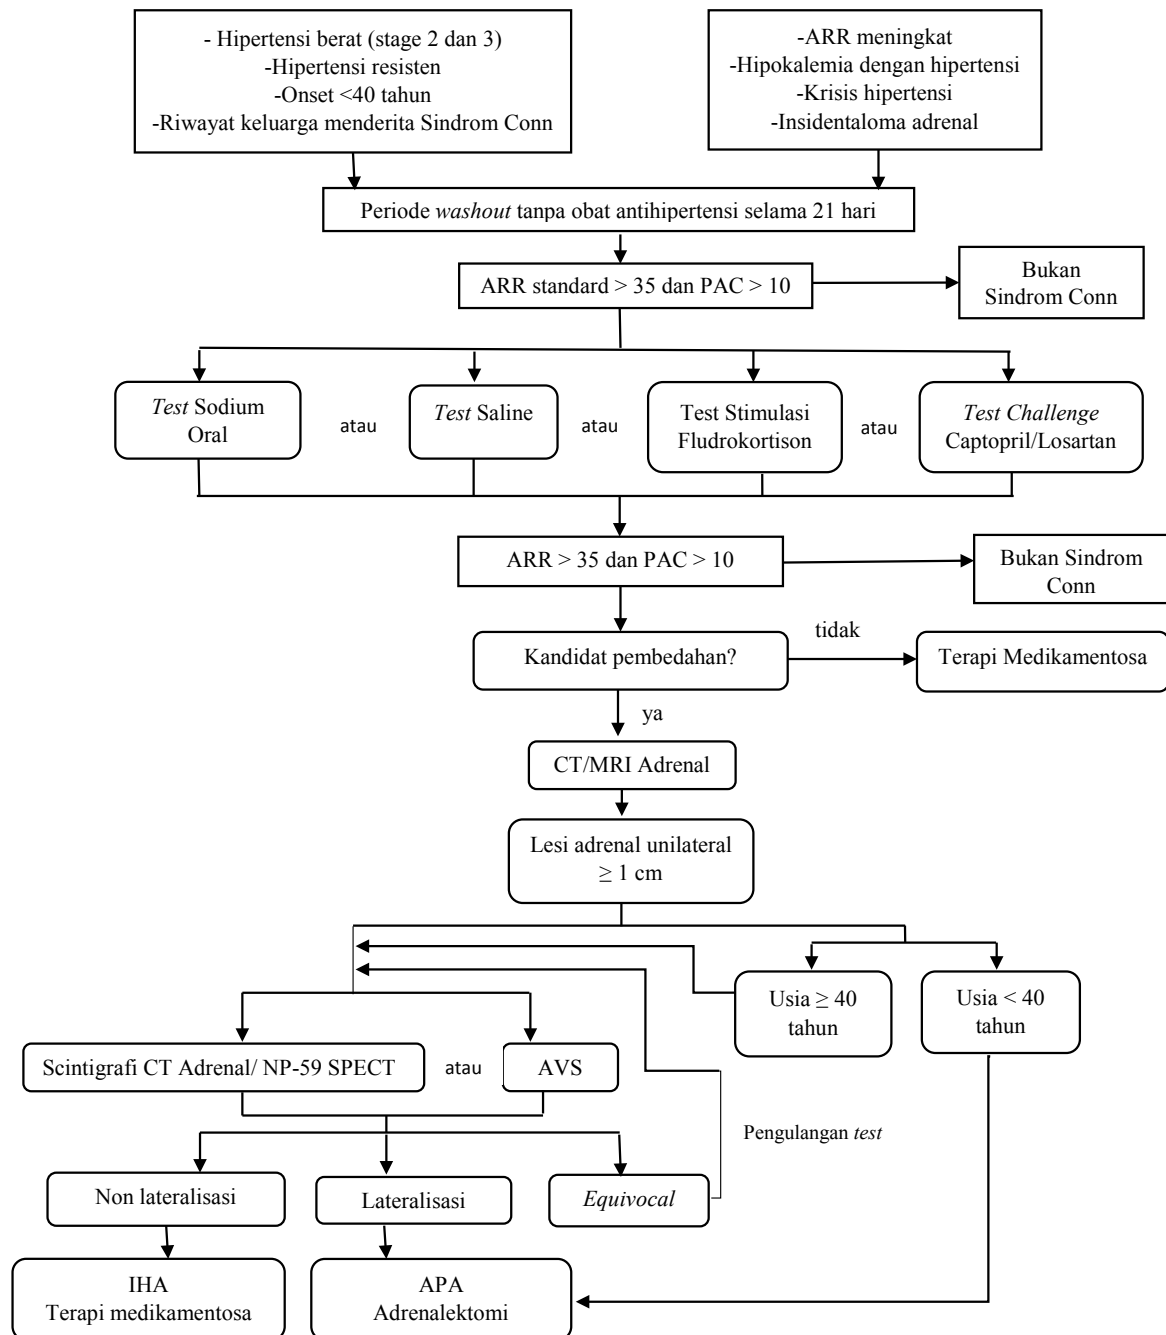 - Hipertensi berat (stage 2 dan 3)
-Hipertensi resisten
-Onset <40 tahun
-Riwayat keluarga menderita Sindrom Conn
-ARR meningkat
-Hipokalemia dengan hipertensi
-Krisis hipertensi
-Insidentaloma adrenal
Periode washout tanpa obat antihipertensi selama 21 hari
ARR standard > 35 dan PAC > 10
Bukan
Sindrom Conn
Test Sodium
Oral
atau
Test Saline
atau
Test Stimulasi
Fludrokortison
atau
Test Challenge
Captopril/Losartan
ARR > 35 dan PAC > 10
Bukan Sindrom
Conn
Kandidat pembedahan?
tidak
Terapi Medikamentosa
ya
CT/MRI Adrenal
Lesi adrenal unilateral
≥ 1 cm
Usia ≥ 40
tahun
Usia < 40
tahun
Scintigrafi CT Adrenal/ NP-59 SPECT
atau
AVS
Pengulangan test
Non lateralisasi
Lateralisasi
Equivocal
IHA
Terapi medikamentosa
APA
Adrenalektomi